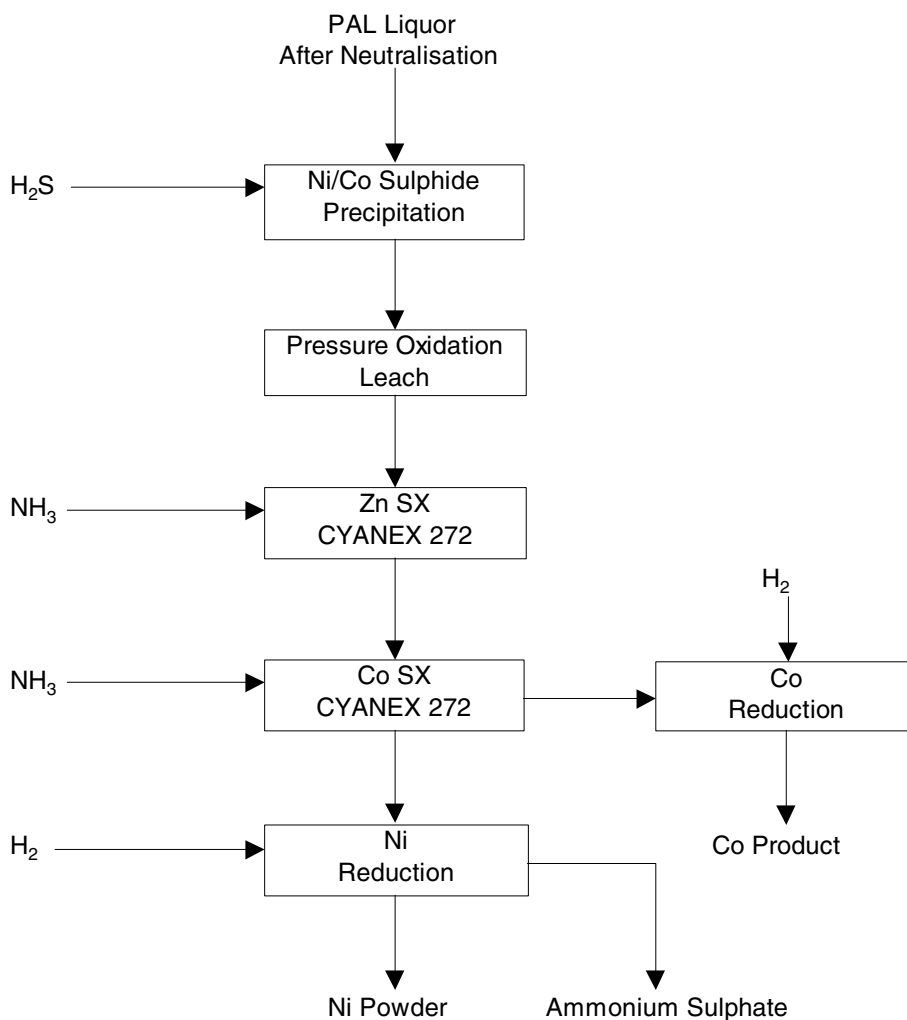 PAL Liquor
After Neutralisation
H₂S
Ni/Co Sulphide
Precipitation
Pressure Oxidation
Leach
NH₃
Zn SX
CYANEX 272
H₂
NH₃
Co SX
CYANEX 272
Co
Reduction
H₂
Ni
Reduction
Co Product
Ni Powder
Ammonium Sulphate